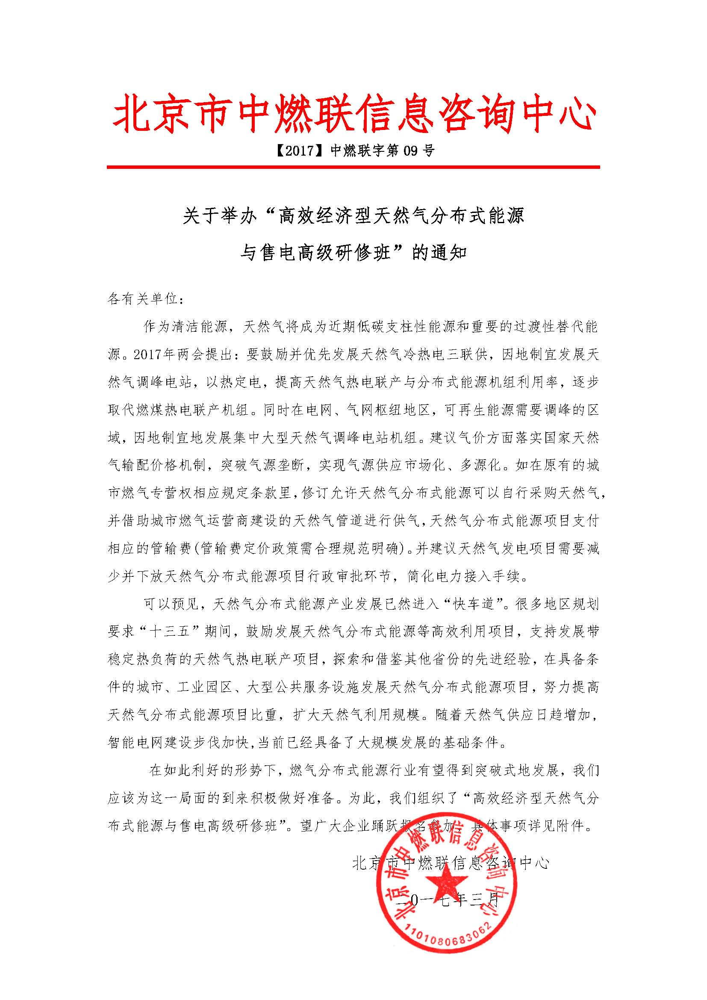 北京市中燃联信息咨询中心
【2017】中燃联字第 09 号
关于举办“高效经济型天然气分布式能源
与售电高级研修班”的通知
各有关单位：
作为清洁能源，天然气将成为近期低碳支柱性能源和重要的过渡性替代能
源。2017年两会提出：要鼓励并优先发展天然气冷热电三联供，因地制宜发展天
然气调峰电站，以热定电，提高天然气热电联产与分布式能源机组利用率，逐步
取代燃煤热电联产机组。同时在电网、气网枢纽地区，可再生能源需要调峰的区
域，因地制宜地发展集中大型天然气调峰电站机组。建议气价方面落实国家天然
气输配价格机制，突破气源垄断，实现气源供应市场化、多源化。如在原有的城
市燃气专营权相应规定条款里,修订允许天然气分布式能源可以自行采购天然气,
并借助城市燃气运营商建设的天然气管道进行供气,天然气分布式能源项目支付
相应的管输费(管输费定价政策需合理规范明确)。并建议天然气发电项目需要减
少并下放天然气分布式能源项目行政审批环节，简化电力接入手续。
可以预见，天然气分布式能源产业发展已然进入“快车道”。很多地区规划
要求“十三五”期间，鼓励发展天然气分布式能源等高效利用项目，支持发展带
稳定热负荷的天然气热电联产项目，探索和借鉴其他省份的先进经验，在具备条
件的城市、工业园区、大型公共服务设施发展天然气分布式能源项目，努力提高
天然气分布式能源项目比重，扩大天然气利用规模。随着天然气供应日趋增加，
智能电网建设步伐加快,当前已经具备了大规模发展的基础条件。
在如此利好的形势下，燃气分布式能源行业有望得到突破式地发展，我们
应该为这一局面的到来积极做好准备。为此，我们组织了“高效经济型天然气分
布式能源与售电高级研修班”。望广大企业踊跃报名参加，具体事项详见附件。
北京市中燃联信息咨询中心
二0一七年三月
北京市中燃联信息咨询中心
1101080683062